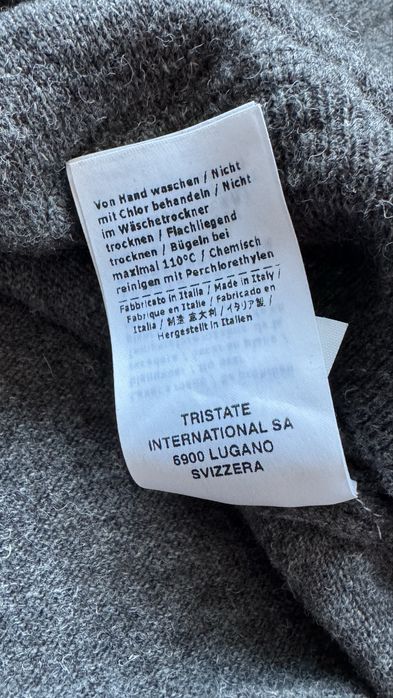 Von Hand waschen / Nicht
mit Chlor behandeln / Nicht
im Wäschetrockner
trocknen / Flachliegend
trocknen / Bügeln bei
maximal 110°C / Chemisch
reinigen mit Perchlorethylen
Fabbricato in Italia / Made in Italy /
Fabriqué en Italie / Fabricado en
Italia / 制造 意大利 / イタリア製 /
Hergestellt in Italien
TRISTATE
INTERNATIONAL SA
6900 LUGANO
SVIZZERA